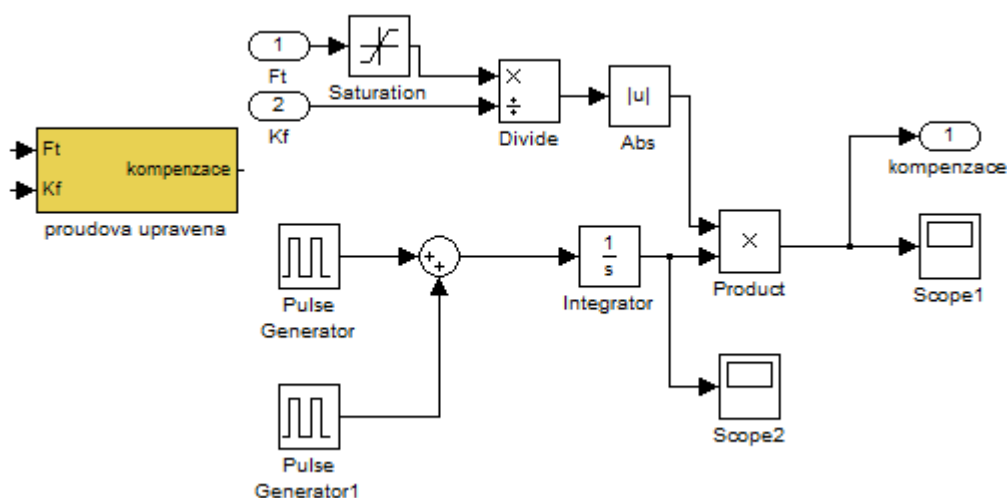 1
Ft
Saturation
2
Kf
×
÷
Divide
|u|
Abs
1
kompenzace
Ft
Kf
kompenzace
proudova upravena
Pulse
Generator
+
+
1
s
Integrator
×
Product
Scope1
Scope2
Pulse
Generator1